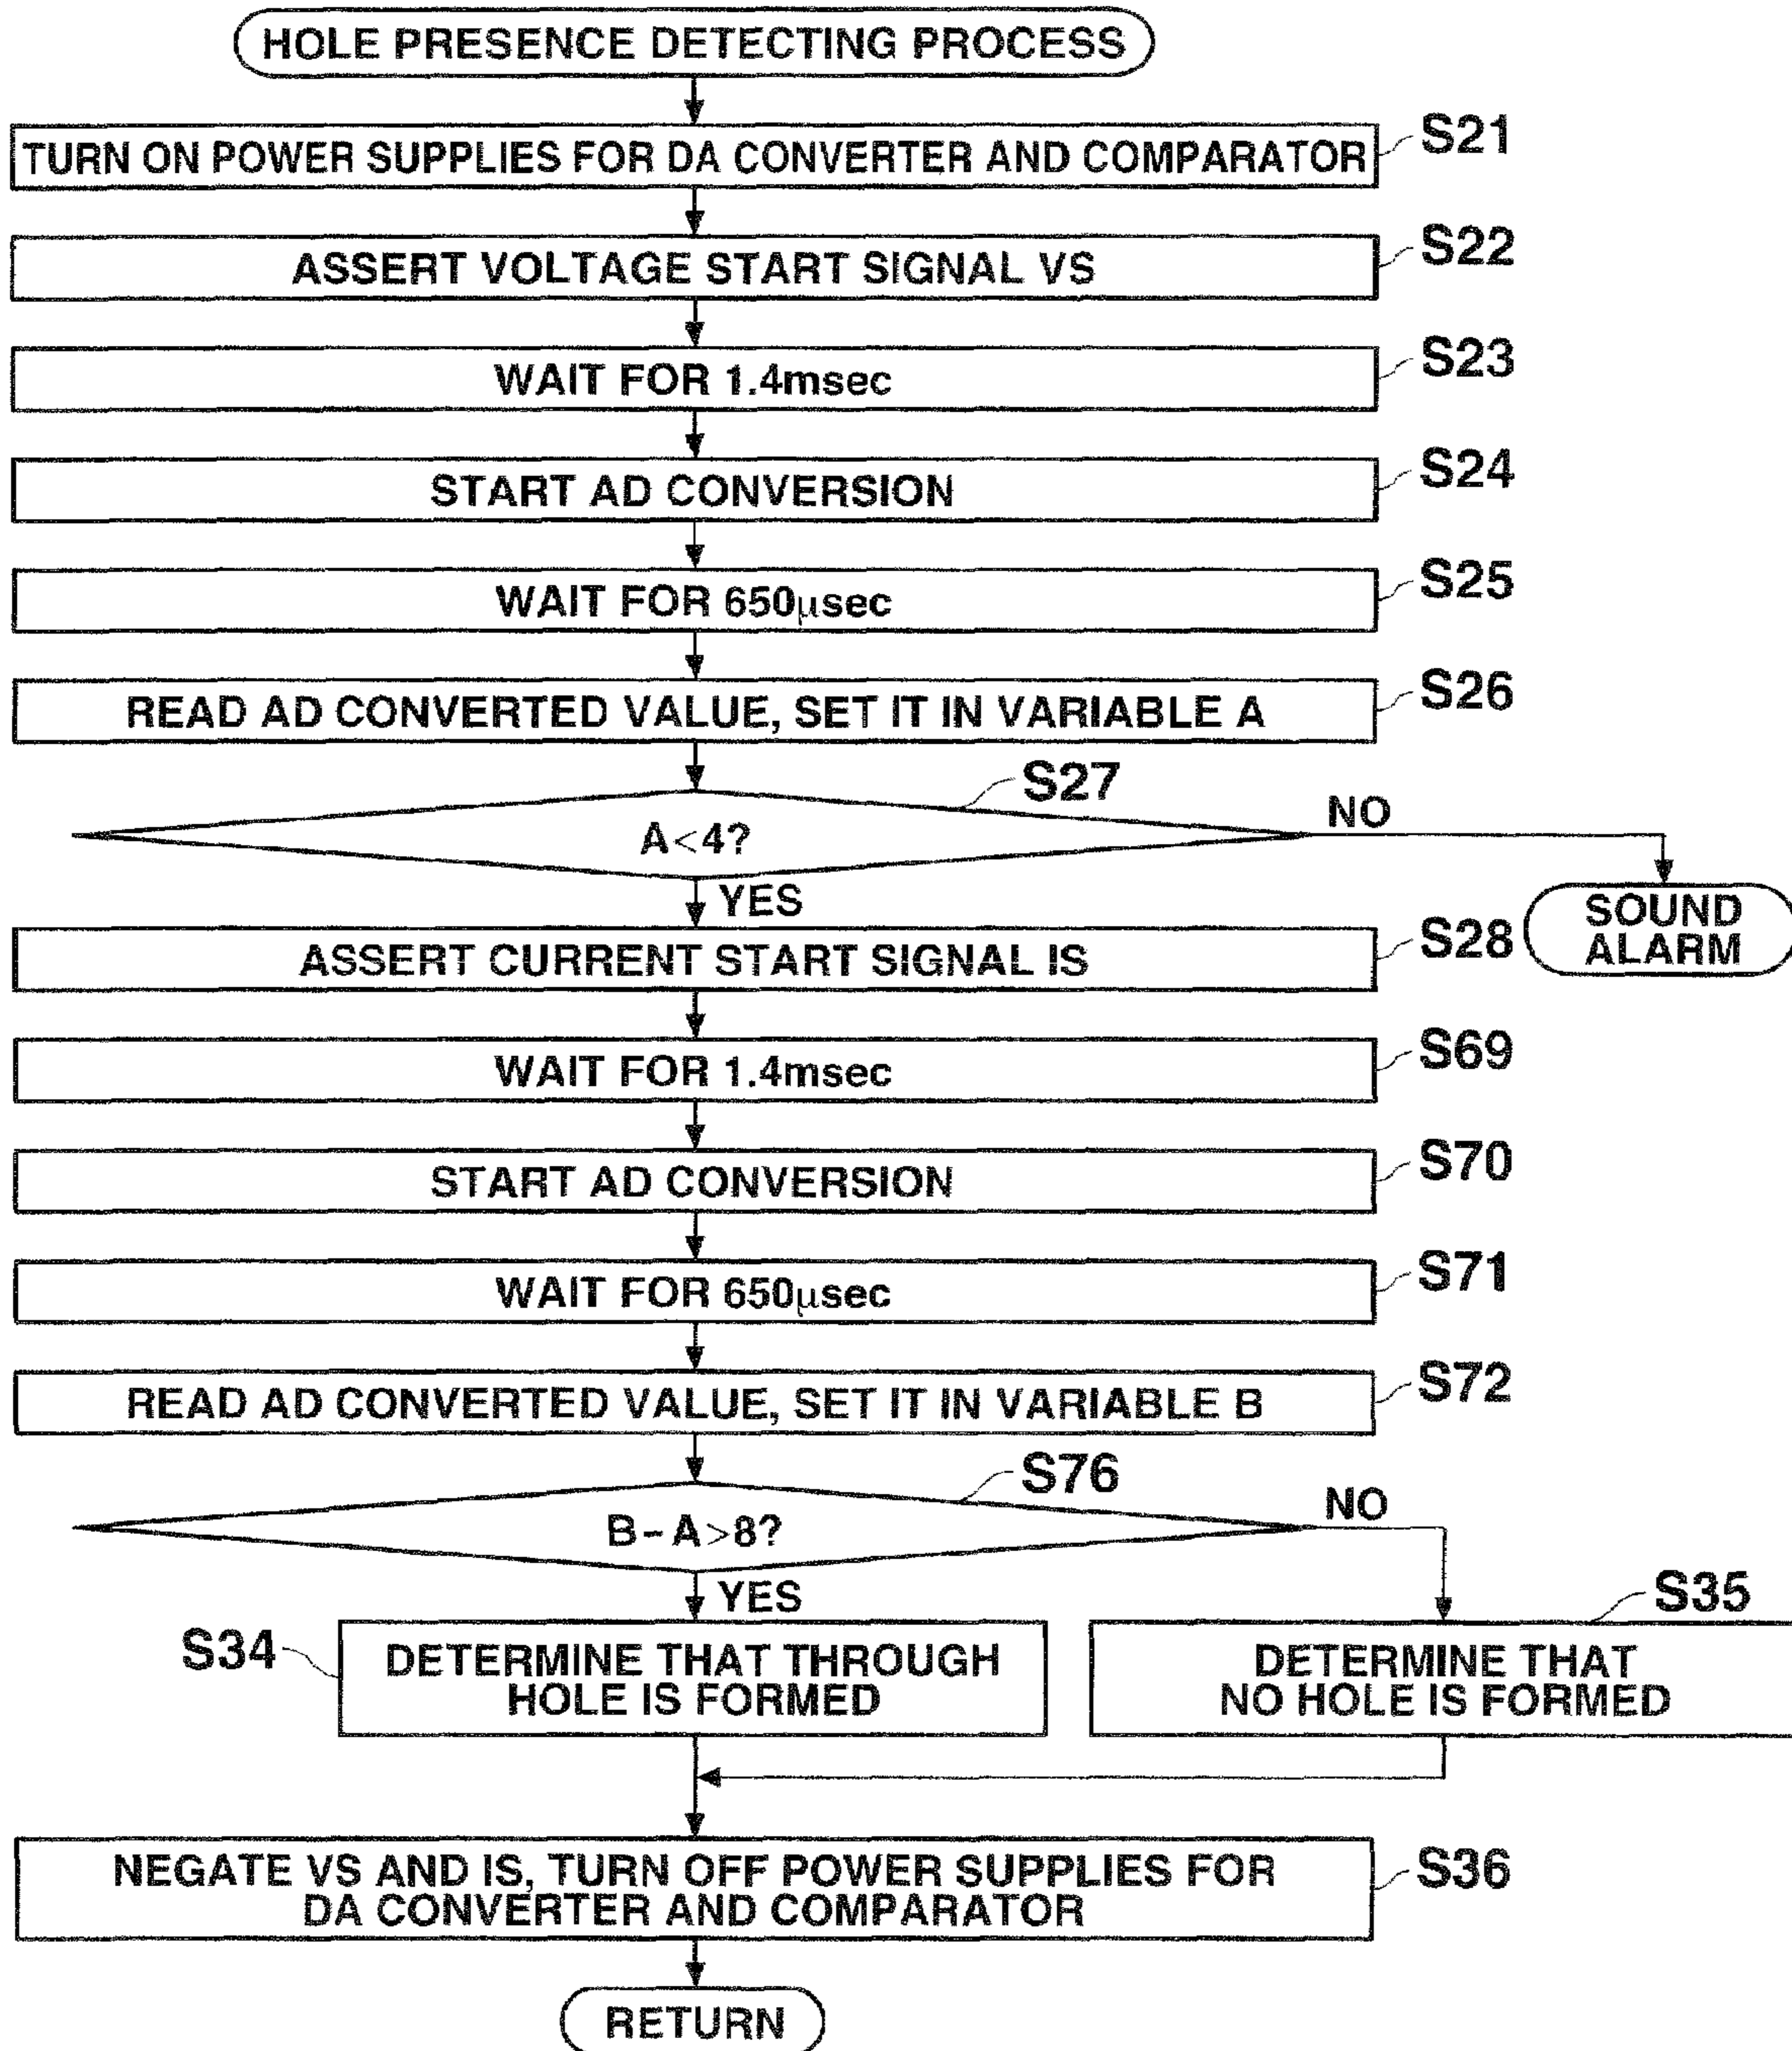 HOLE PRESENCE DETECTING PROCESS
TURN ON POWER SUPPLIES FOR DA CONVERTER AND COMPARATOR
S21
ASSERT VOLTAGE START SIGNAL VS
S22
WAIT FOR 1.4msec
S23
START AD CONVERSION
S24
WAIT FOR 650μsec
S25
READ AD CONVERTED VALUE, SET IT IN VARIABLE A
S26
S27
A<4?
NO
YES
SOUND
ALARM
ASSERT CURRENT START SIGNAL IS
S28
WAIT FOR 1.4msec
S69
START AD CONVERSION
S70
WAIT FOR 650μsec
S71
READ AD CONVERTED VALUE, SET IT IN VARIABLE B
S72
S76
B-A>8?
NO
YES
S34
DETERMINE THAT THROUGH
HOLE IS FORMED
S35
DETERMINE THAT
NO HOLE IS FORMED
NEGATE VS AND IS, TURN OFF POWER SUPPLIES FOR
DA CONVERTER AND COMPARATOR
S36
RETURN